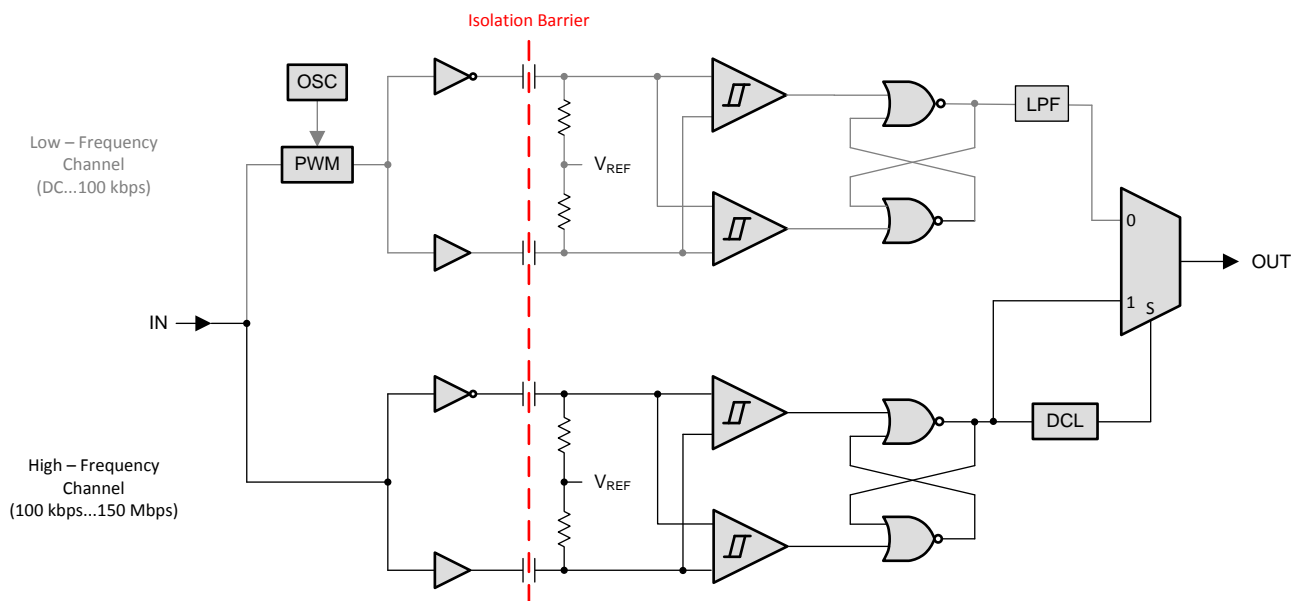 Isolation Barrier
OSC
Low – Frequency
Channel
(DC...100 kbps)
PWM
VREF
LPF
0
OUT
1
S
IN
DCL
High – Frequency
Channel
(100 kbps...150 Mbps)
VREF